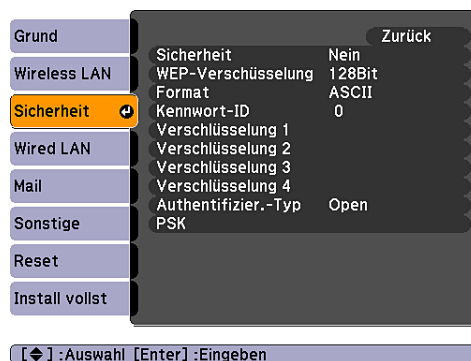 Grund
Wireless LAN
Sicherheit
Wired LAN
Mail
Sonstige
Reset
Install vollst
Zurück
Sicherheit Nein
WEP-Verschüsselung 128Bit
Format ASCII
Kennwort-ID 0
Verschlüsselung 1
Verschlüsselung 2
Verschlüsselung 3
Verschlüsselung 4
Authentifizier.-Typ Open
PSK
[◆] :Auswahl [Enter] :Eingeben